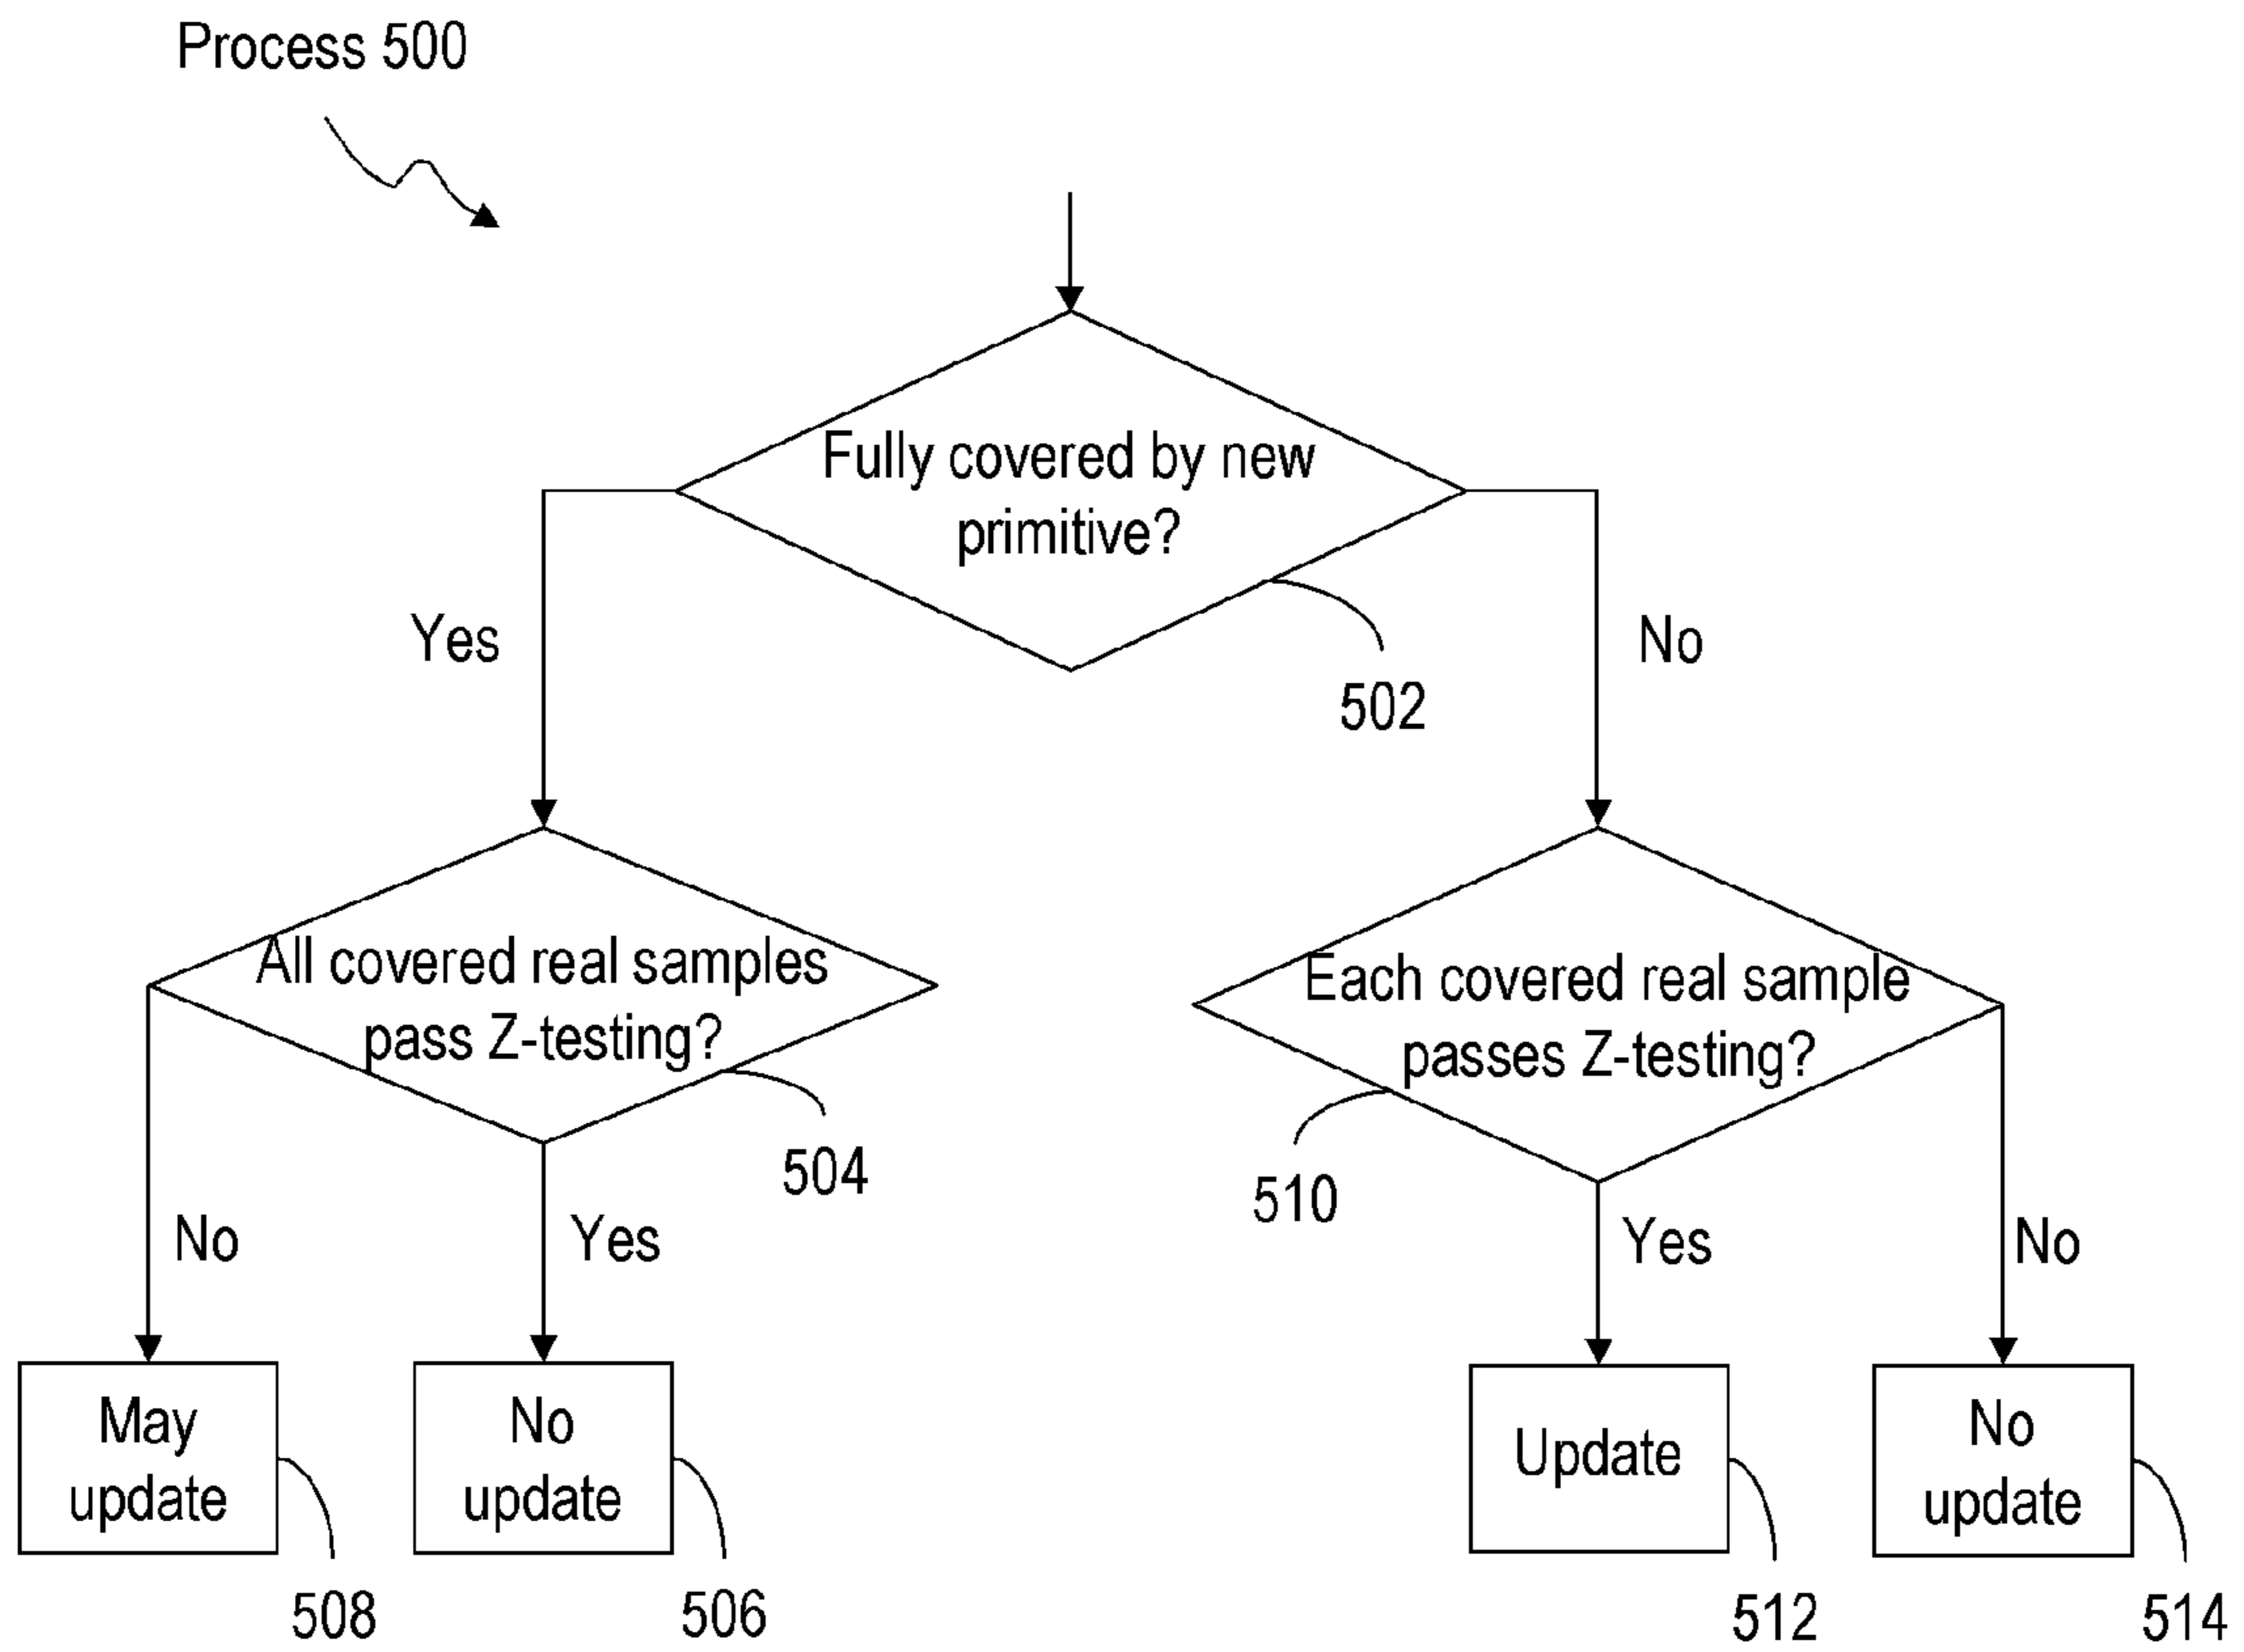 Process 500
Fully covered by new
primitive?
Yes
No
502
All covered real samples
pass Z-testing?
Each covered real sample
passes Z-testing?
504
510
No
Yes
Yes
No
May
update
No
update
Update
No
update
508
506
512
514